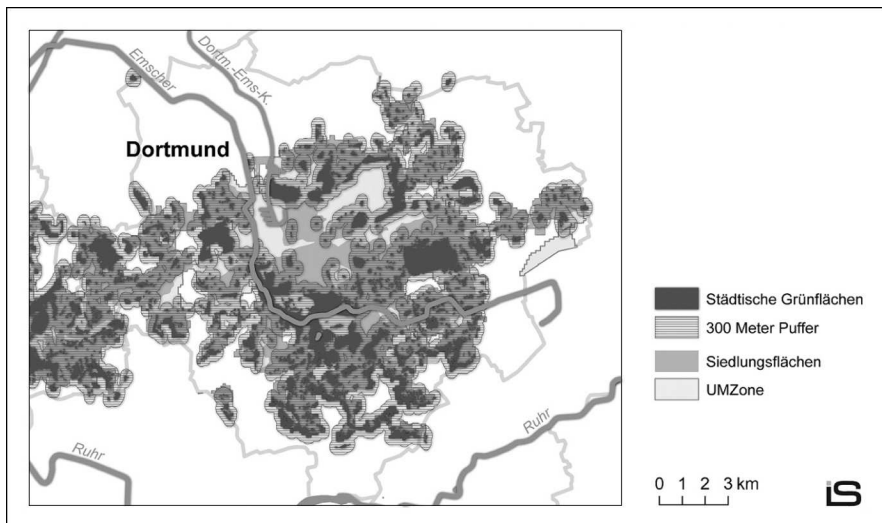 Emscher
Dortm.-Ems-K.
Dortmund
Ruhr
Ruhr
Städtische Grünflächen
300 Meter Puffer
Siedlungsflächen
UMZone
0 1 2 3 km
iS